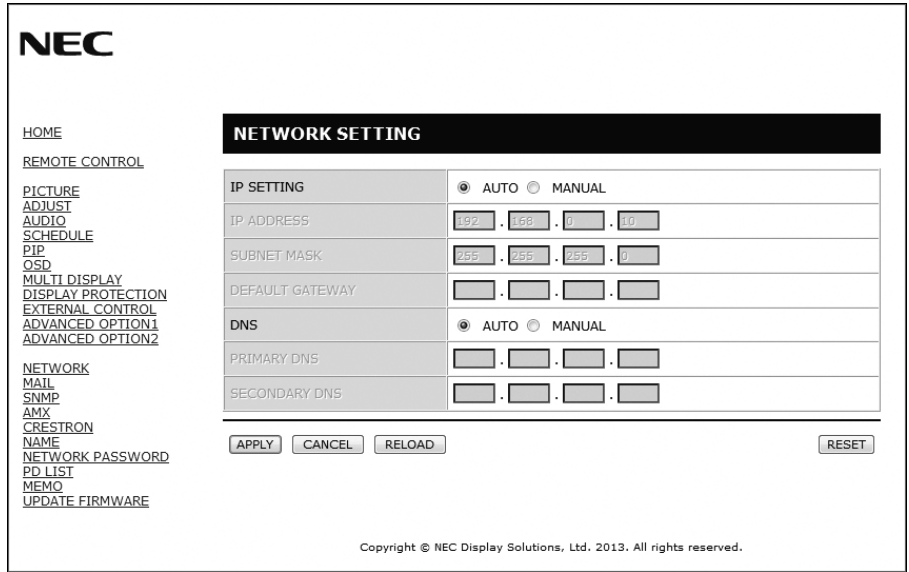 NEC
HOME
REMOTE CONTROL
PICTURE
ADJUST
AUDIO
SCHEDULE
PIP
OSD
MULTI DISPLAY
DISPLAY PROTECTION
EXTERNAL CONTROL
ADVANCED OPTION1
ADVANCED OPTION2
NETWORK
MAIL
SNMP
AMX
CRESTRON
NAME
NETWORK PASSWORD
PD LIST
MEMO
UPDATE FIRMWARE
NETWORK SETTING
IP SETTING AUTO MANUAL
IP ADDRESS 192 . 168 . 0 . 10
SUBNET MASK 255 . 255 . 255 . 0
DEFAULT GATEWAY . . .
DNS AUTO MANUAL
PRIMARY DNS . . .
SECONDARY DNS . . .
APPLY CANCEL RELOAD RESET
Copyright © NEC Display Solutions, Ltd. 2013. All rights reserved.